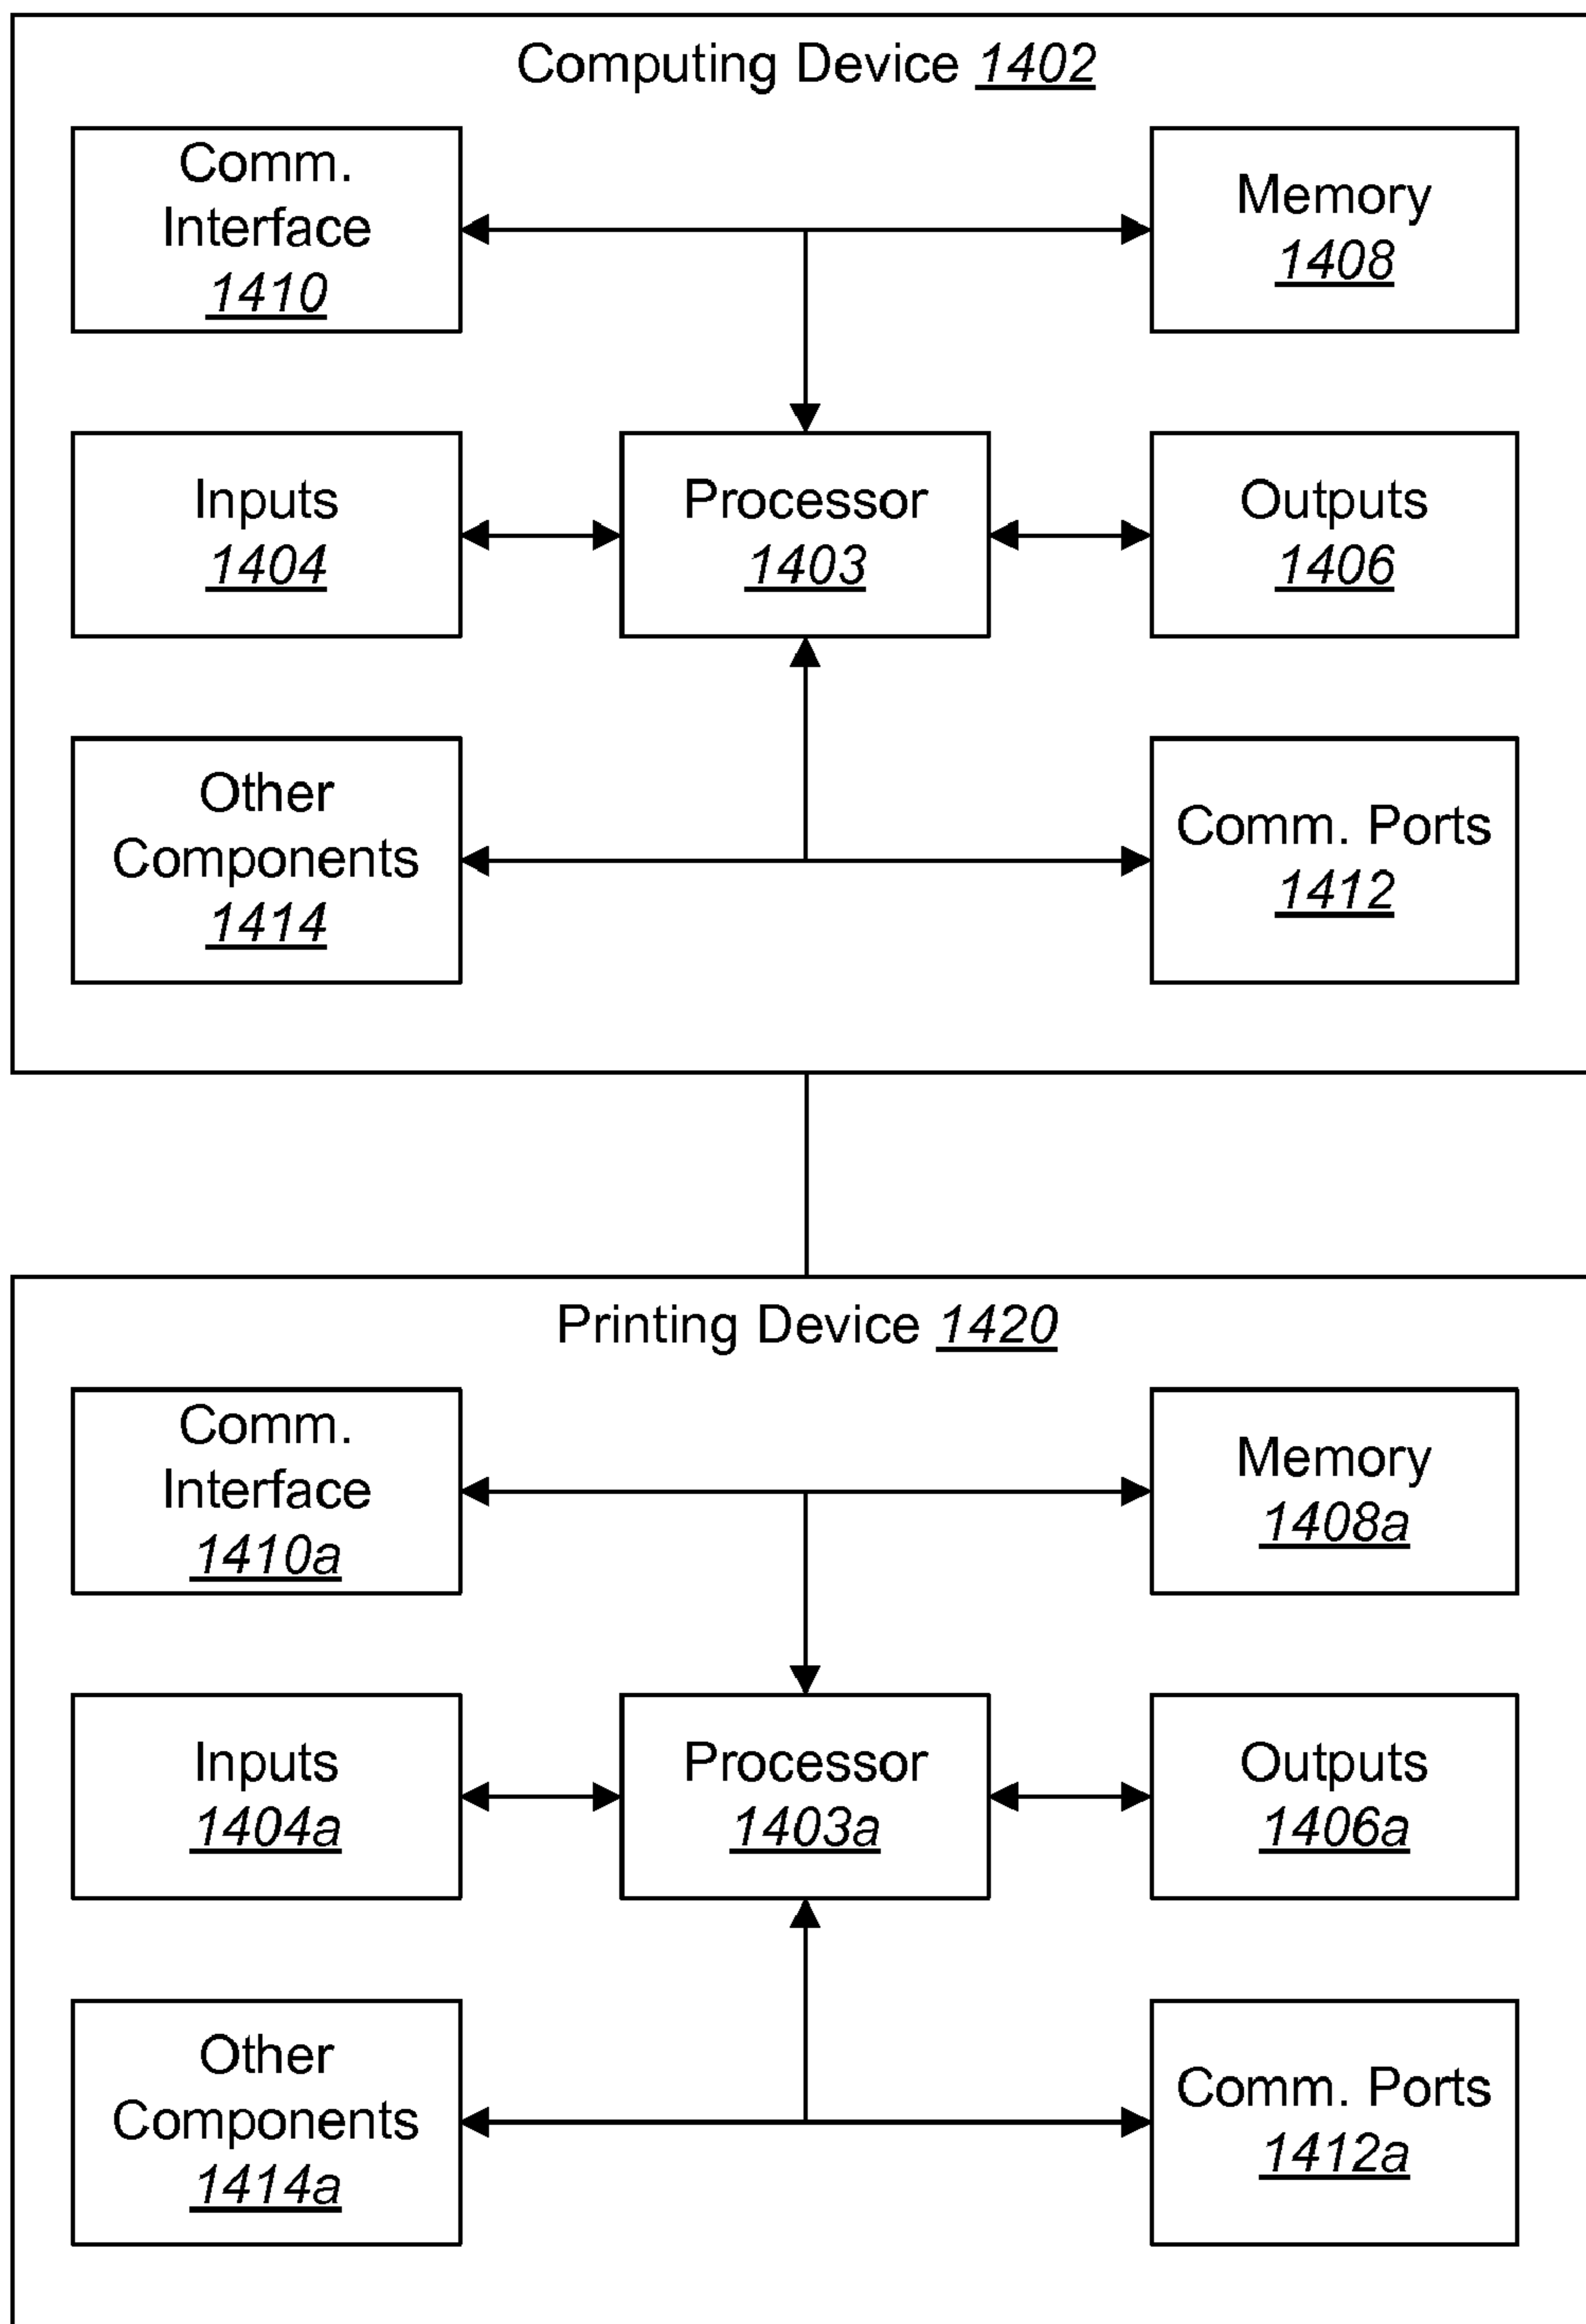 Computing Device 1402
Comm.
Interface
1410
Memory
1408
Inputs
1404
Processor
1403
Outputs
1406
Other
Components
1414
Comm. Ports
1412
Printing Device 1420
Comm.
Interface
1410a
Memory
1408a
Inputs
1404a
Processor
1403a
Outputs
1406a
Other
Components
1414a
Comm. Ports
1412a